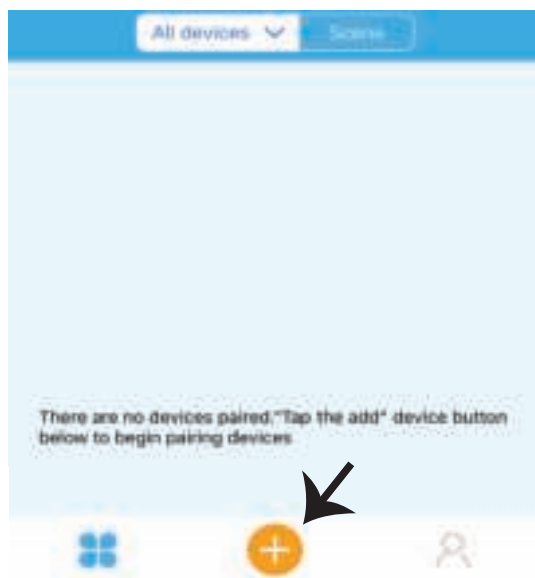 All devices
Scene
There are no devices paired."Tap the add" device button
below to begin pairing devices